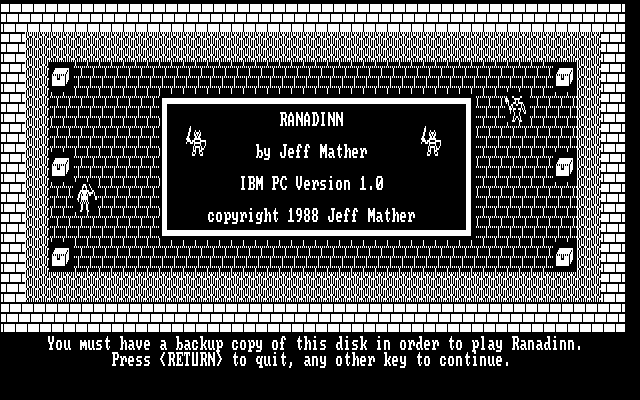 RANADINN
by Jeff Mather
IBM PC Version 1.0
copyright 1988 Jeff Mather
You must have a backup copy of this disk in order to play Ranadinn.
Press <RETURN> to quit, any other key to continue.